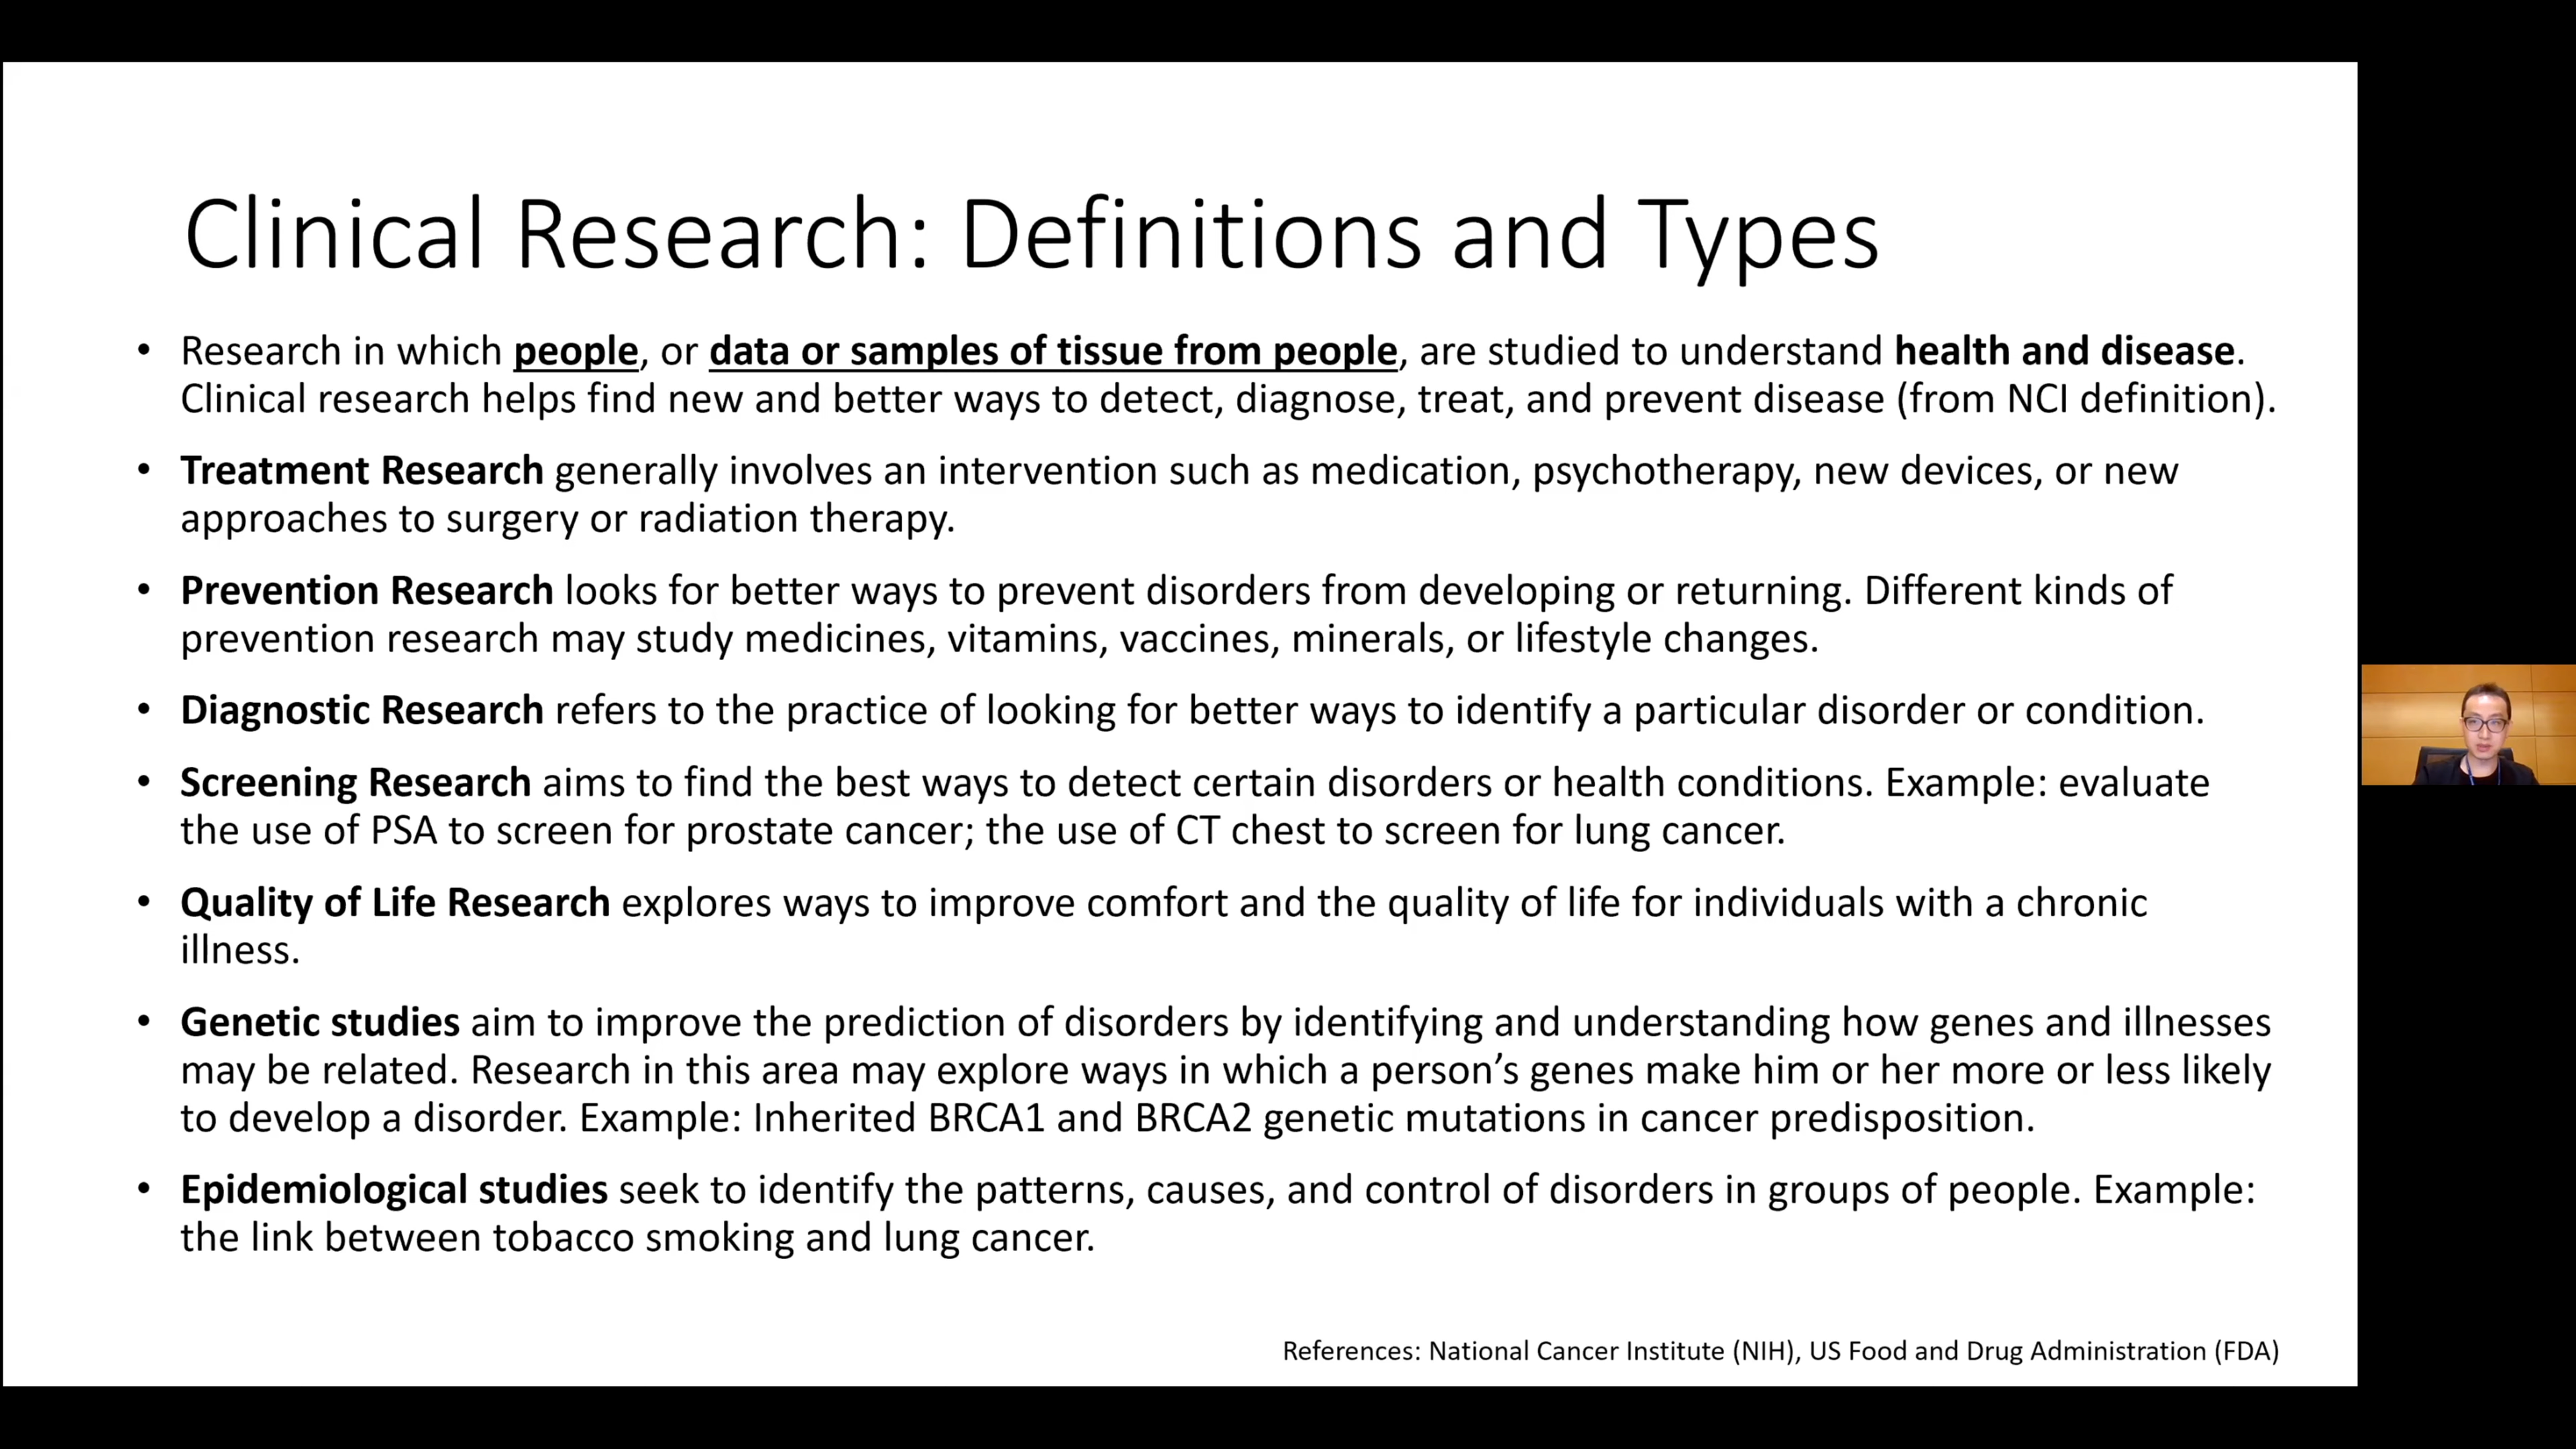 Clinical Research: Definitions and Types
• Research in which people, or data or samples of tissue from people, are studied to understand health and disease.
Clinical research helps find new and better ways to detect, diagnose, treat, and prevent disease (from NCI definition).
• Treatment Research generally involves an intervention such as medication, psychotherapy, new devices, or new
approaches to surgery or radiation therapy.
• Prevention Research looks for better ways to prevent disorders from developing or returning. Different kinds of
prevention research may study medicines, vitamins, vaccines, minerals, or lifestyle changes.
• Diagnostic Research refers to the practice of looking for better ways to identify a particular disorder or condition.
• Screening Research aims to find the best ways to detect certain disorders or health conditions. Example: evaluate
the use of PSA to screen for prostate cancer; the use of CT chest to screen for lung cancer.
• Quality of Life Research explores ways to improve comfort and the quality of life for individuals with a chronic
illness.
• Genetic studies aim to improve the prediction of disorders by identifying and understanding how genes and illnesses
may be related. Research in this area may explore ways in which a person’s genes make him or her more or less likely
to develop a disorder. Example: Inherited BRCA1 and BRCA2 genetic mutations in cancer predisposition.
• Epidemiological studies seek to identify the patterns, causes, and control of disorders in groups of people. Example:
the link between tobacco smoking and lung cancer.
References: National Cancer Institute (NIH), US Food and Drug Administration (FDA)